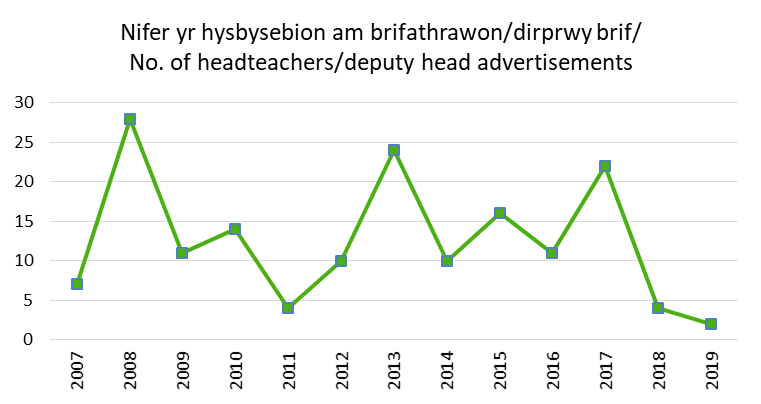 Nifer yr hysbysebion am brifathrawon/dirprwy brif/
No. of headteachers/deputy head advertisements
30
25
20
15
10
5
0
2007 2008 2009 2010 2011 2012 2013 2014 2015 2016 2017 2018 2019